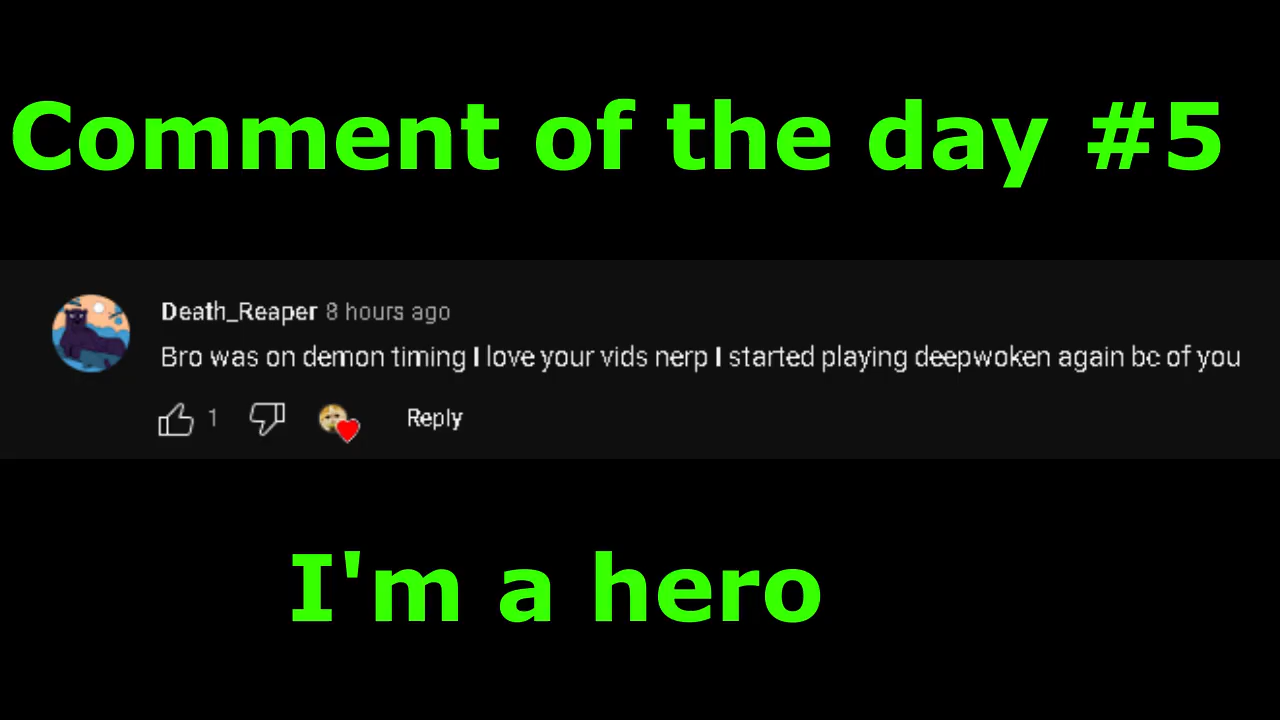 Comment of the day #5
Death_Reaper 8 hours ago
Bro was on demon timing I love your vids nerp I started playing deepwoken again bc of you
1 Reply
I'm a hero